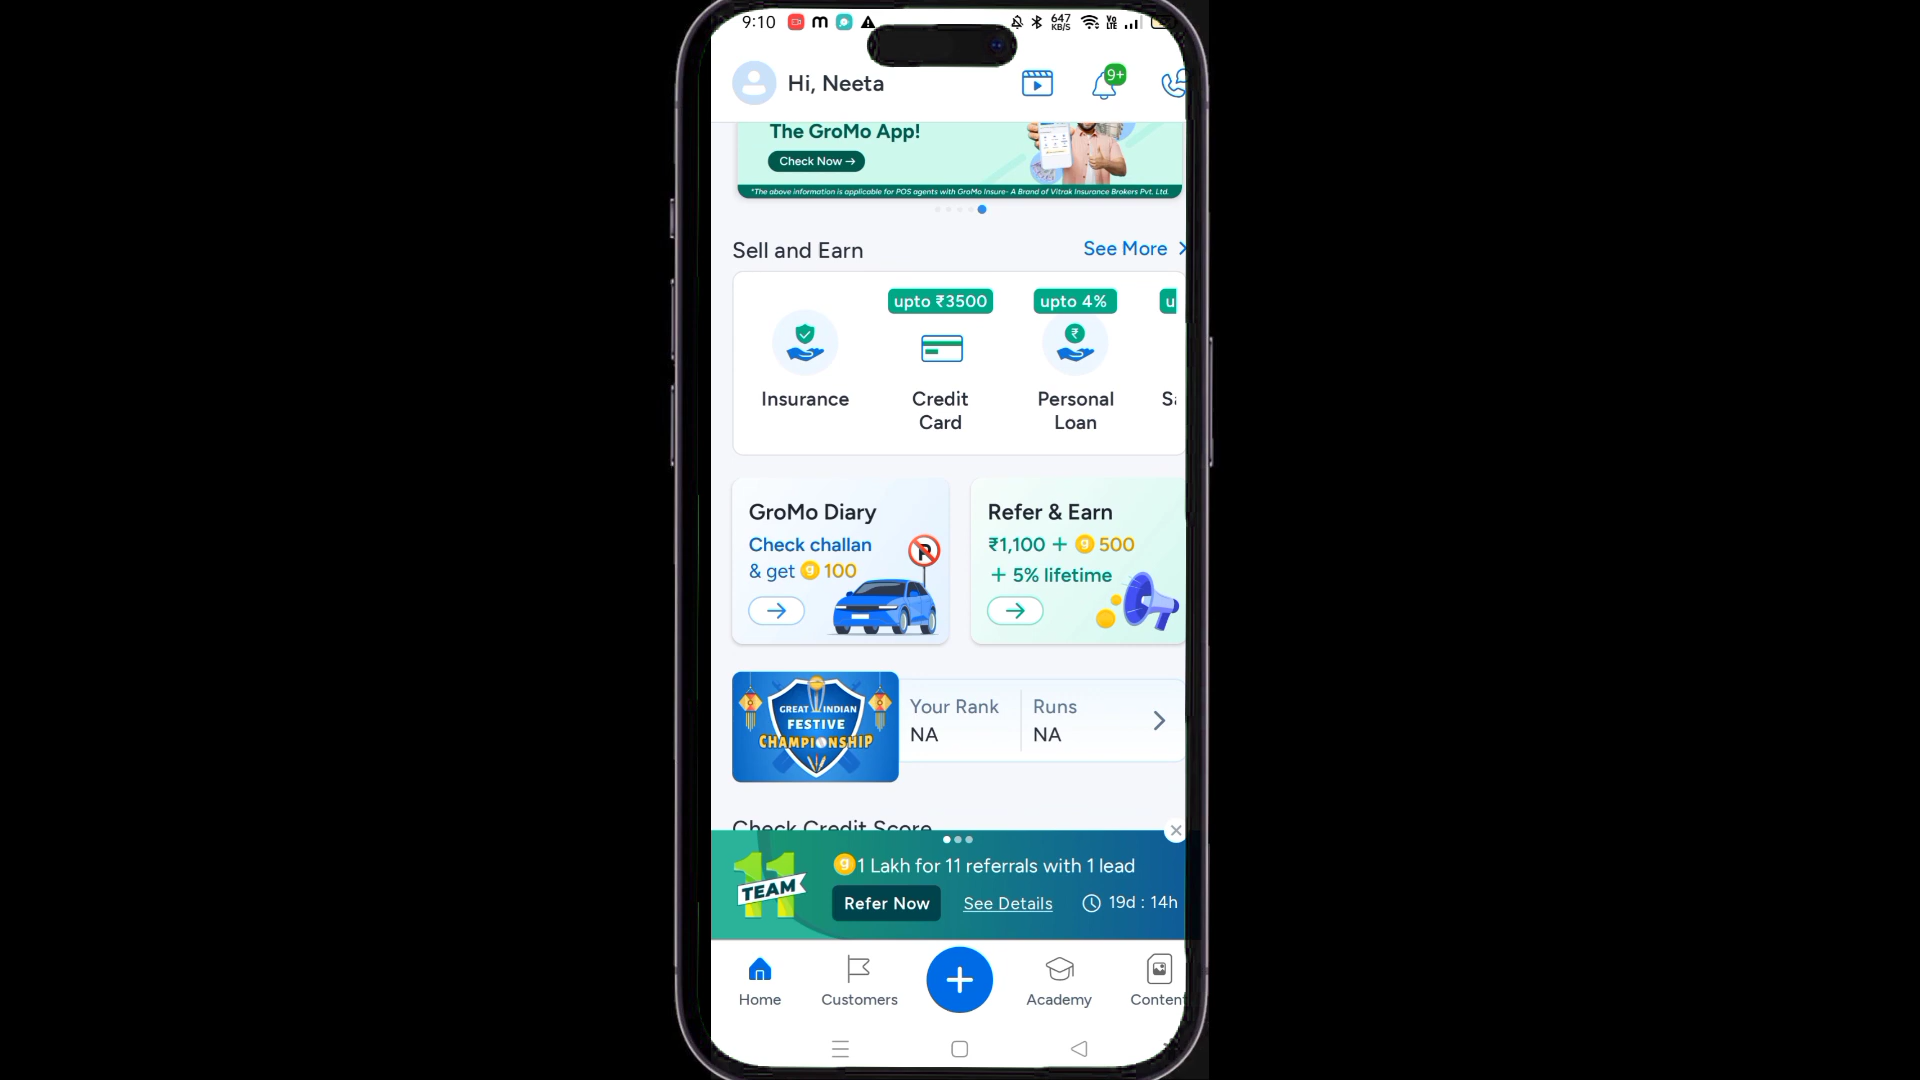 9:10 647 KB/S
Hi, Neeta 9+
The GroMo App!
Check Now →
*The above information is applicable for POS agents with GroMo Insure- A Brand of Vitrak Insurance Brokers Pvt. Ltd.
Sell and Earn See More
upto ₹3500 upto 4% u
Insurance Credit Card Personal Loan Sa
GroMo Diary
Check challan
& get g 100
Refer & Earn
₹1,100 + g 500
+ 5% lifetime
GREAT INDIAN
FESTIVE
CHAMPIONSHIP
Your Rank Runs
NA NA
Check Credit Score
11 TEAM
g 1 Lakh for 11 referrals with 1 lead
Refer Now See Details 19d : 14h
Home Customers Academy Content